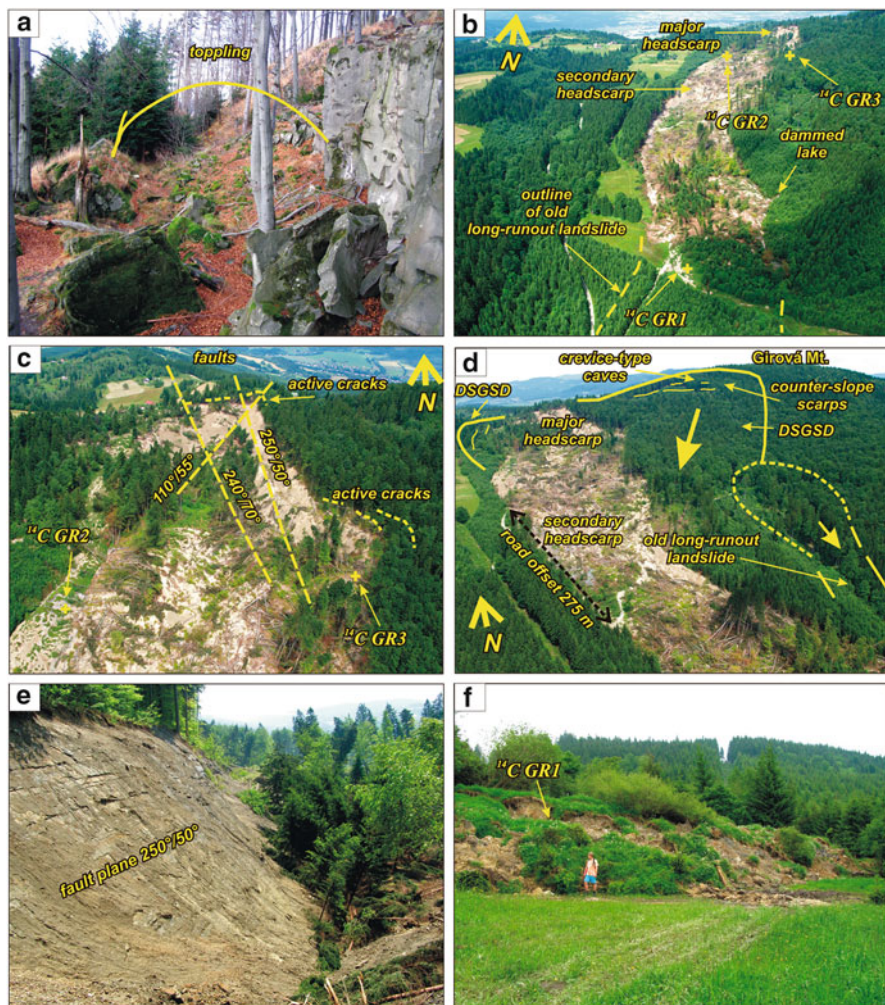 a
toppling
b
N
major
headscarp
secondary
headscarp
¹⁴C GR2
¹⁴C GR3
dammed
lake
outline
of old
long-runout
landslide
¹⁴C GR1
c
faults
active cracks
N
110°/55°
240°/70°
250°/50°
active cracks
¹⁴C GR2
¹⁴C GR3
d
crevice-type
caves
Girová Mt.
DSGSD
counter-slope
scarps
major
headscarp
DSGSD
secondary
headscarp
road offset 275 m
old long-runout
landslide
N
e
fault plane 250°/50°
f
¹⁴C GR1